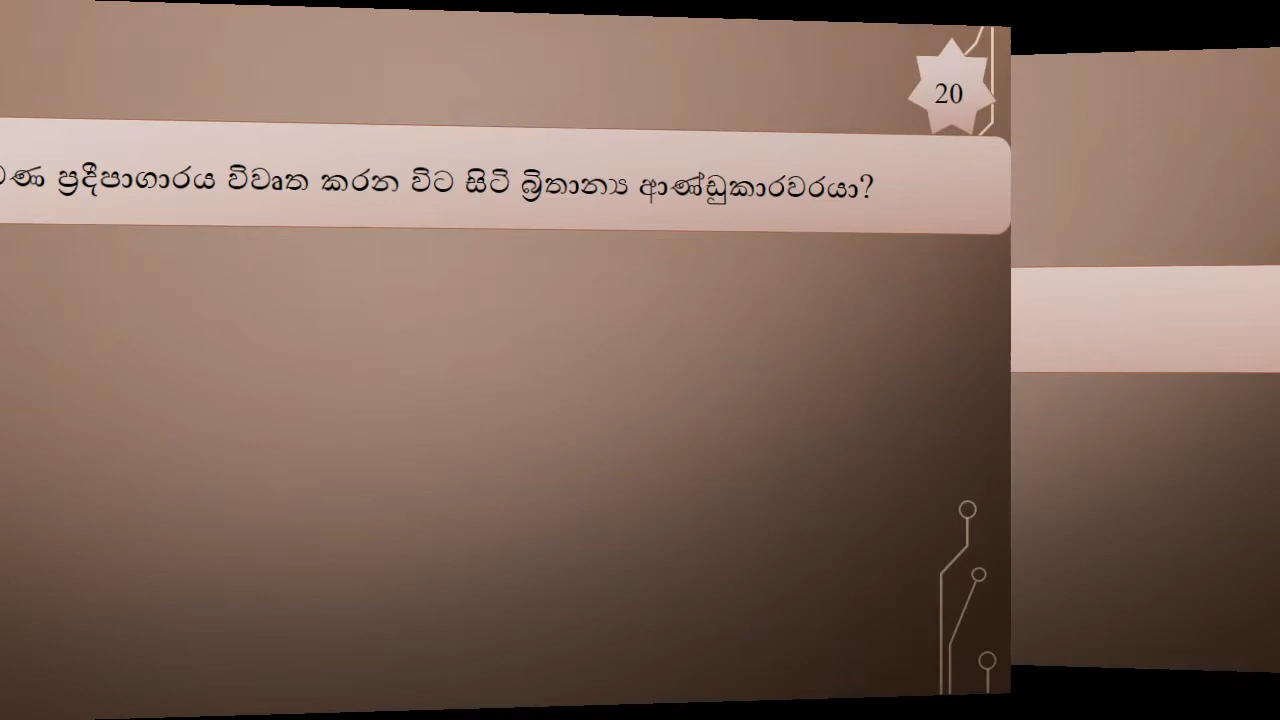 20
ප්‍රදීපාගාරය විවෘත කරන විට සිටි බ්‍රිතාන්‍ය ආණ්ඩුකාරවරයා?